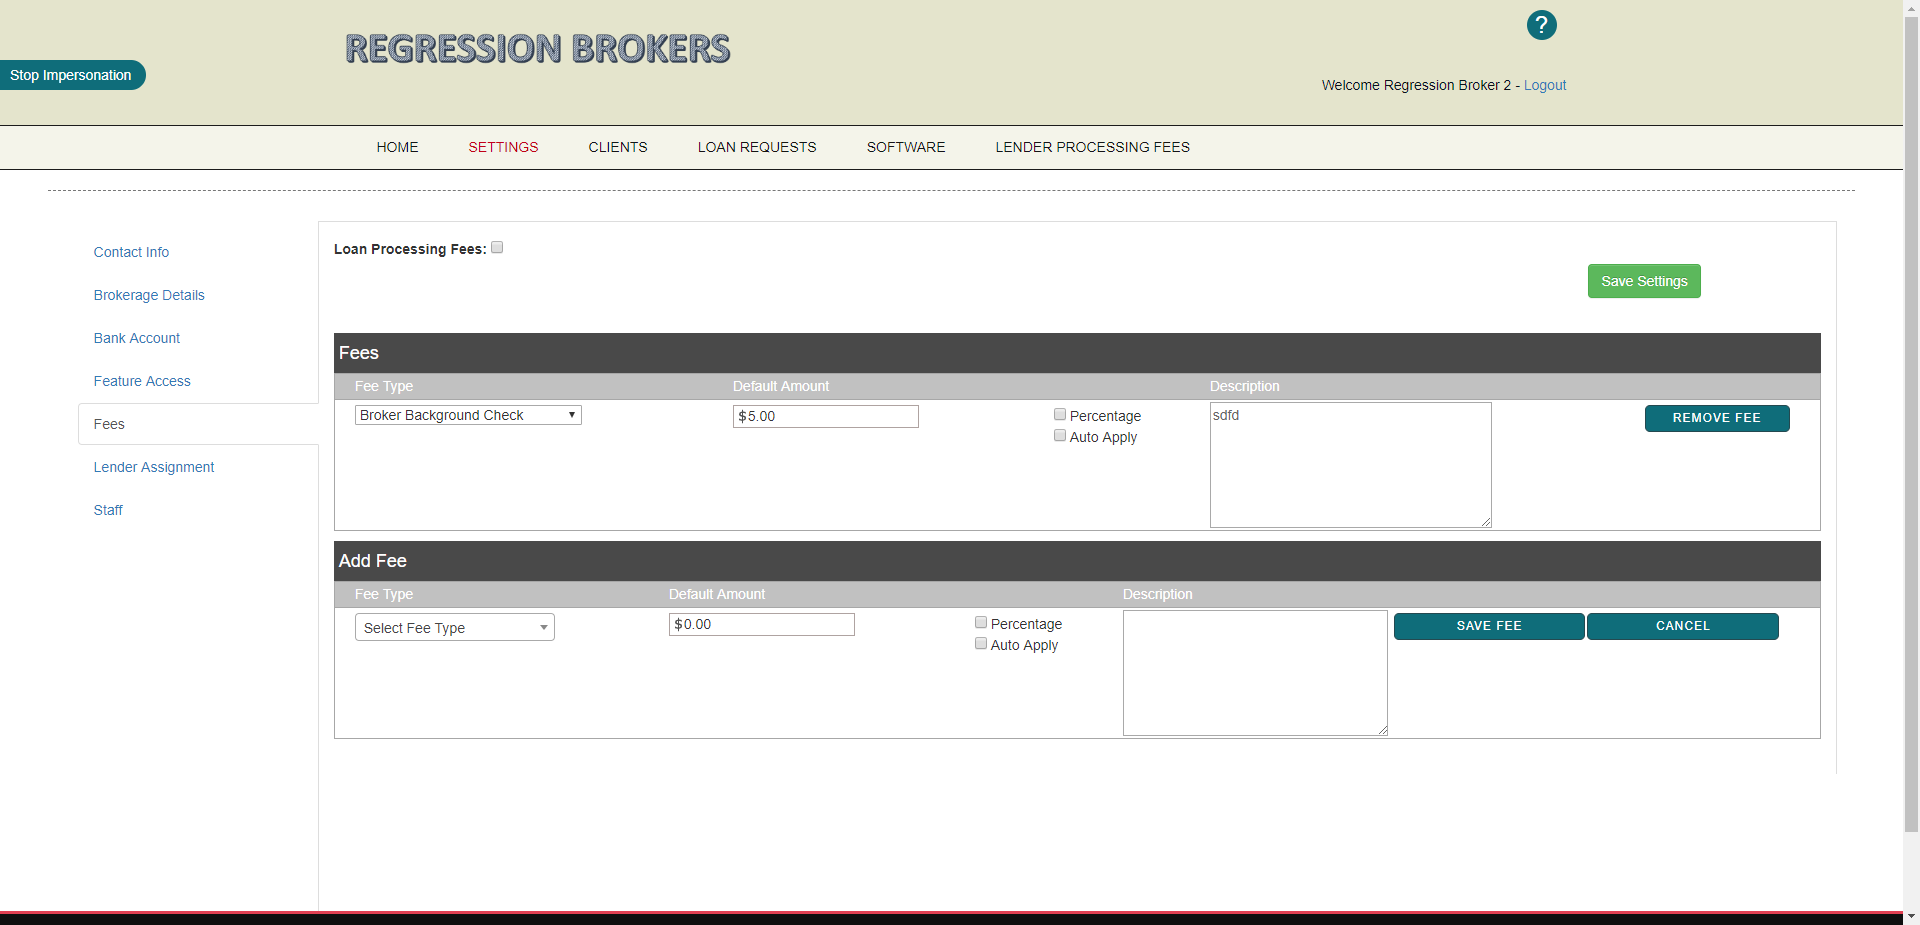 ?
REGRESSION BROKERS
Stop Impersonation
Welcome Regression Broker 2 - Logout
HOME SETTINGS CLIENTS LOAN REQUESTS SOFTWARE LENDER PROCESSING FEES
Contact Info
Brokerage Details
Bank Account
Feature Access
Fees
Lender Assignment
Staff
Loan Processing Fees:
Save Settings
Fees
Fee Type Default Amount Description
Broker Background Check $5.00 Percentage sdfd REMOVE FEE
Auto Apply
Add Fee
Fee Type Default Amount Description
Select Fee Type $0.00 Percentage SAVE FEE CANCEL
Auto Apply